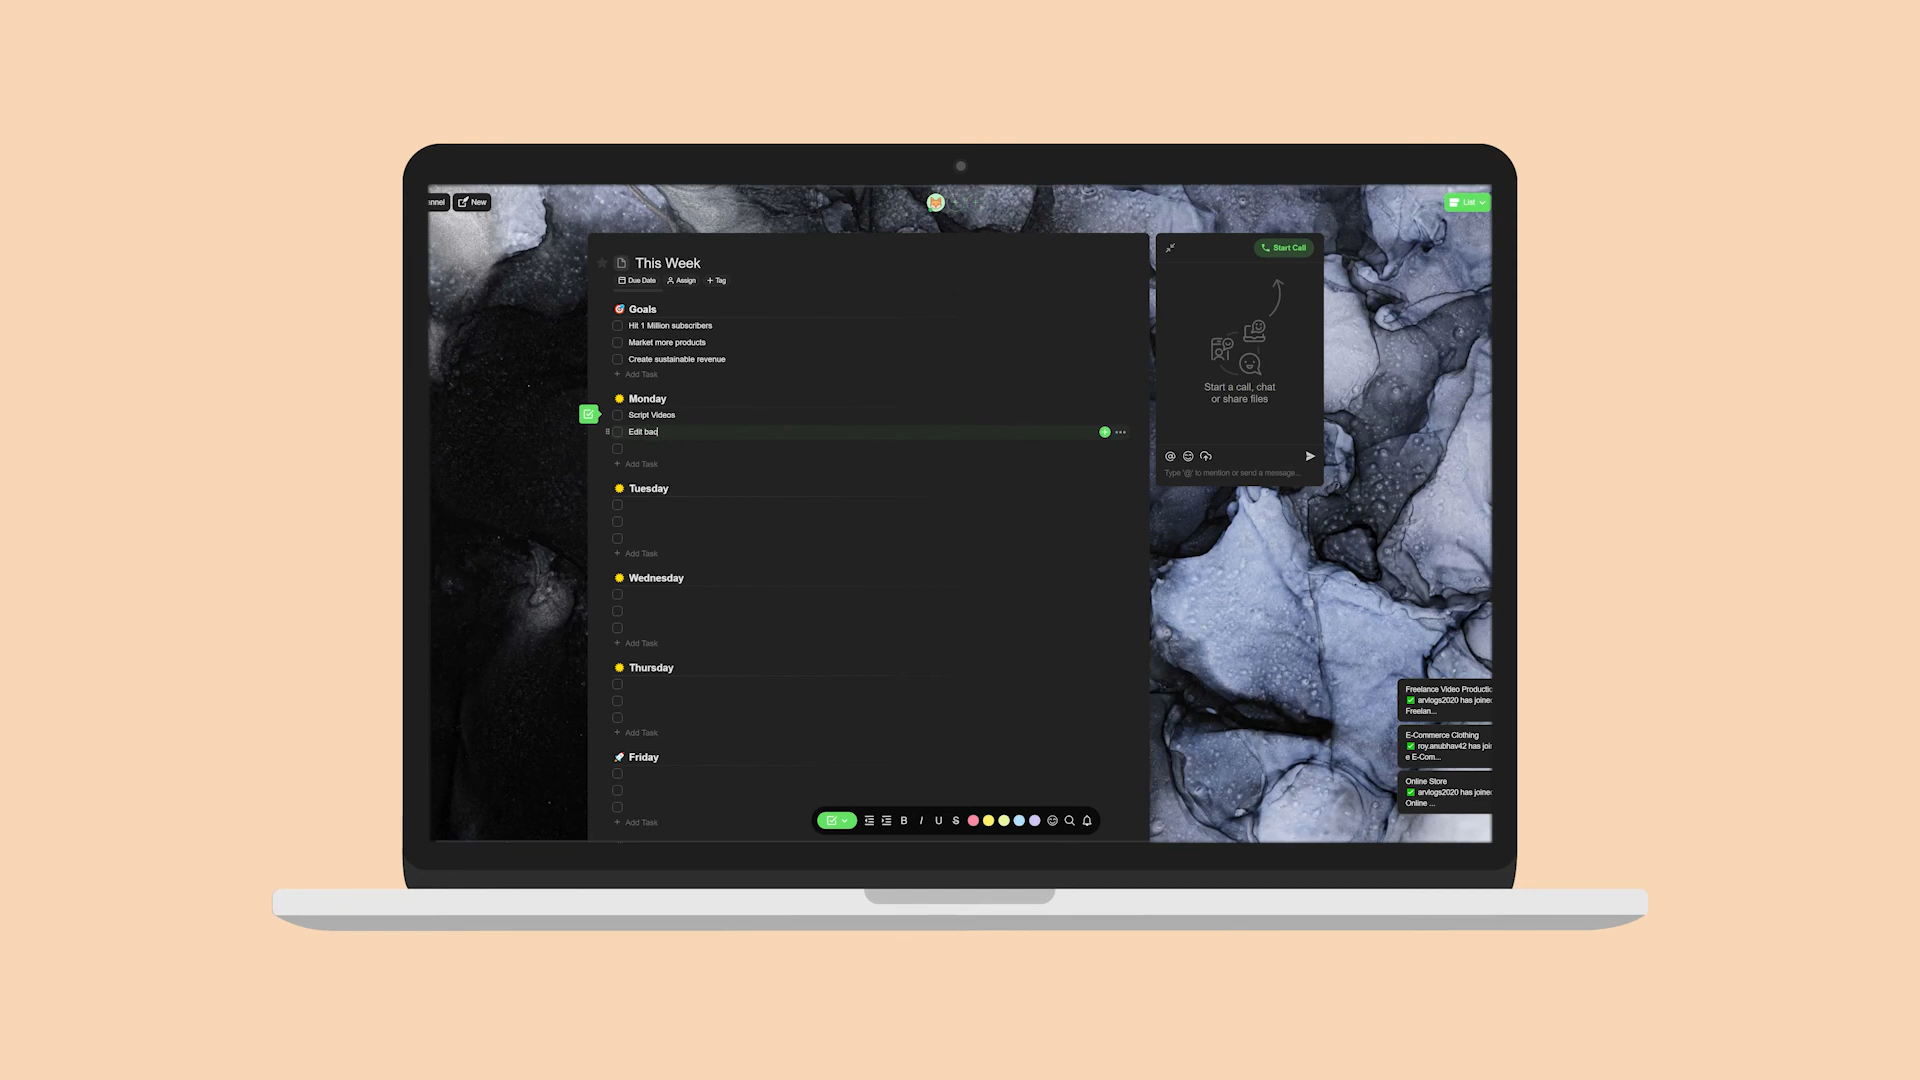 nnel
New
List
This Week
Due Date Assign + Tag
Goals
Hit 1 Million subscribers
Market more products
Create sustainable revenue
+ Add Task
Monday
Script Videos
Edit bac
+ Add Task
Tuesday
+ Add Task
Wednesday
+ Add Task
Thursday
+ Add Task
Friday
+ Add Task
B I U S
Start Call
Start a call, chat
or share files
Type '@' to mention or send a message...
Freelance Video Productic
arvlogs2020 has joined
Freelan...
E-Commerce Clothing
roy.anubhav42 has joi
e E-Com...
Online Store
arvlogs2020 has joined
Online ...